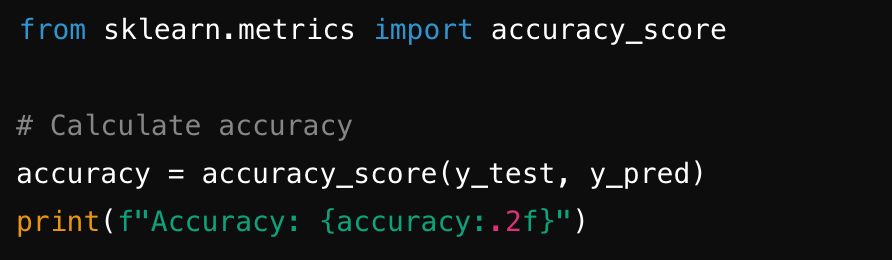 from sklearn.metrics import accuracy_score
# Calculate accuracy
accuracy = accuracy_score(y_test, y_pred)
print(f"Accuracy: {accuracy:.2f}")